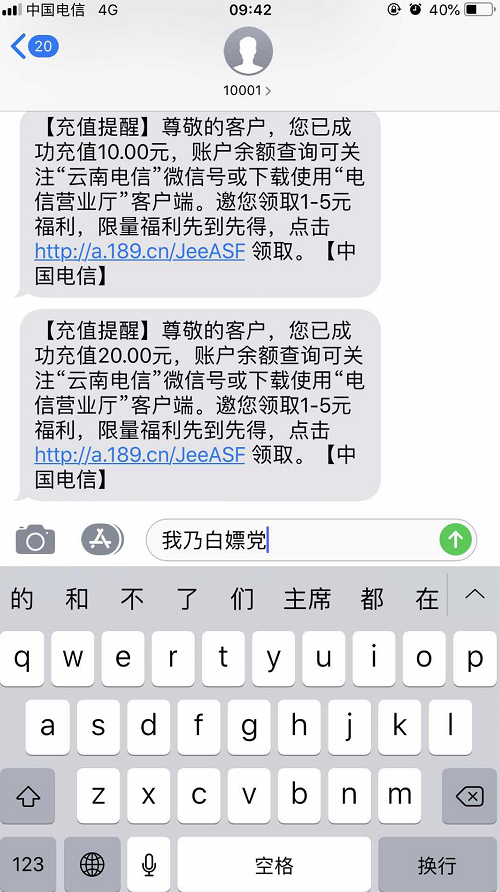 中国电信 4G 09:42 40%
20
10001
【充值提醒】尊敬的客户，您已成
功充值10.00元，账户余额查询可关
注“云南电信”微信号或下载使用“电
信营业厅”客户端。邀您领取1-5元
福利，限量福利先到先得，点击
http://a.189.cn/JeeASF 领取。【中
国电信】
【充值提醒】尊敬的客户，您已成
功充值20.00元，账户余额查询可关
注“云南电信”微信号或下载使用“电
信营业厅”客户端。邀您领取1-5元
福利，限量福利先到先得，点击
http://a.189.cn/JeeASF 领取。【中
国电信】
我乃白嫖党
的 和 不 了 们 主席 都 在
q w e r t y u i o p
a s d f g h j k l
z x c v b n m
123 空格 换行